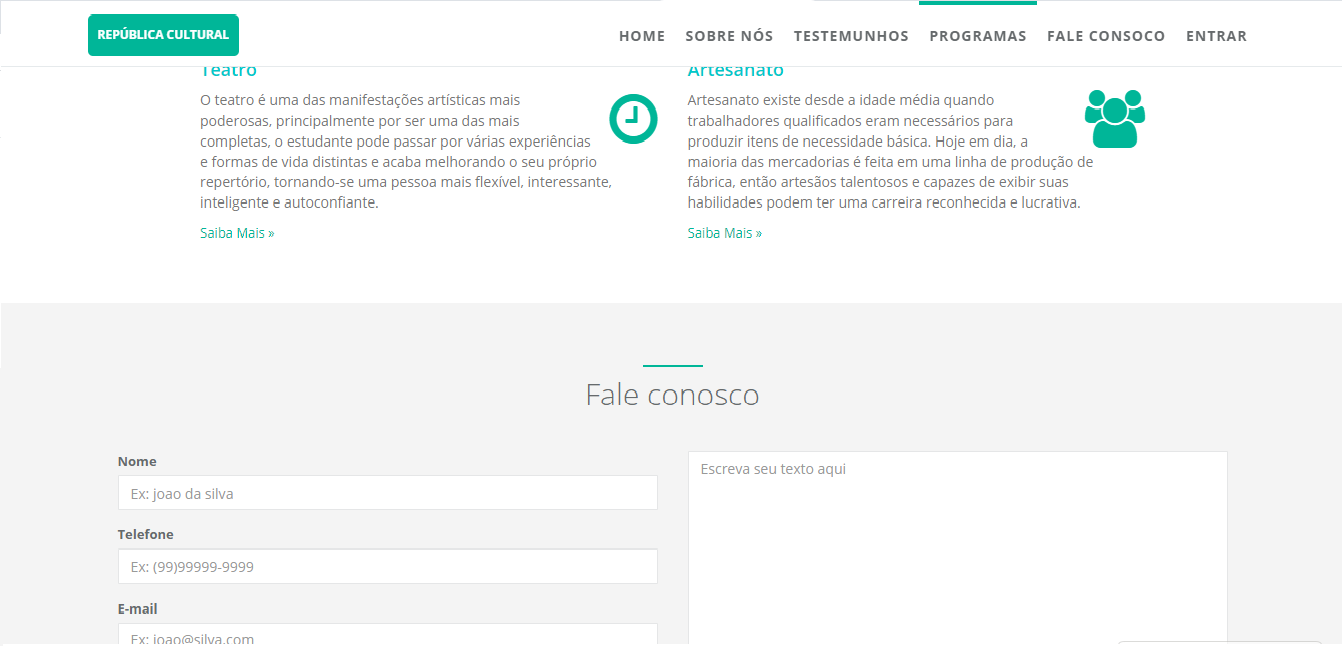 REPÚBLICA CULTURAL
HOME SOBRE NÓS TESTEMUNHOS PROGRAMAS FALE CONSOCO ENTRAR
Teatro
O teatro é uma das manifestações artísticas mais
poderosas, principalmente por ser uma das mais
completas, o estudante pode passar por várias experiências
e formas de vida distintas e acaba melhorando o seu próprio
repertório, tornando-se uma pessoa mais flexível, interessante,
inteligente e autoconfiante.
Saiba Mais »
Artesanato
Artesanato existe desde a idade média quando
trabalhadores qualificados eram necessários para
produzir itens de necessidade básica. Hoje em dia, a
maioria das mercadorias é feita em uma linha de produção de
fábrica, então artesãos talentosos e capazes de exibir suas
habilidades podem ter uma carreira reconhecida e lucrativa.
Saiba Mais »
Fale conosco
Nome
Ex: joao da silva
Telefone
Ex: (99)99999-9999
E-mail
Ex: joao@silva.com
Escreva seu texto aqui